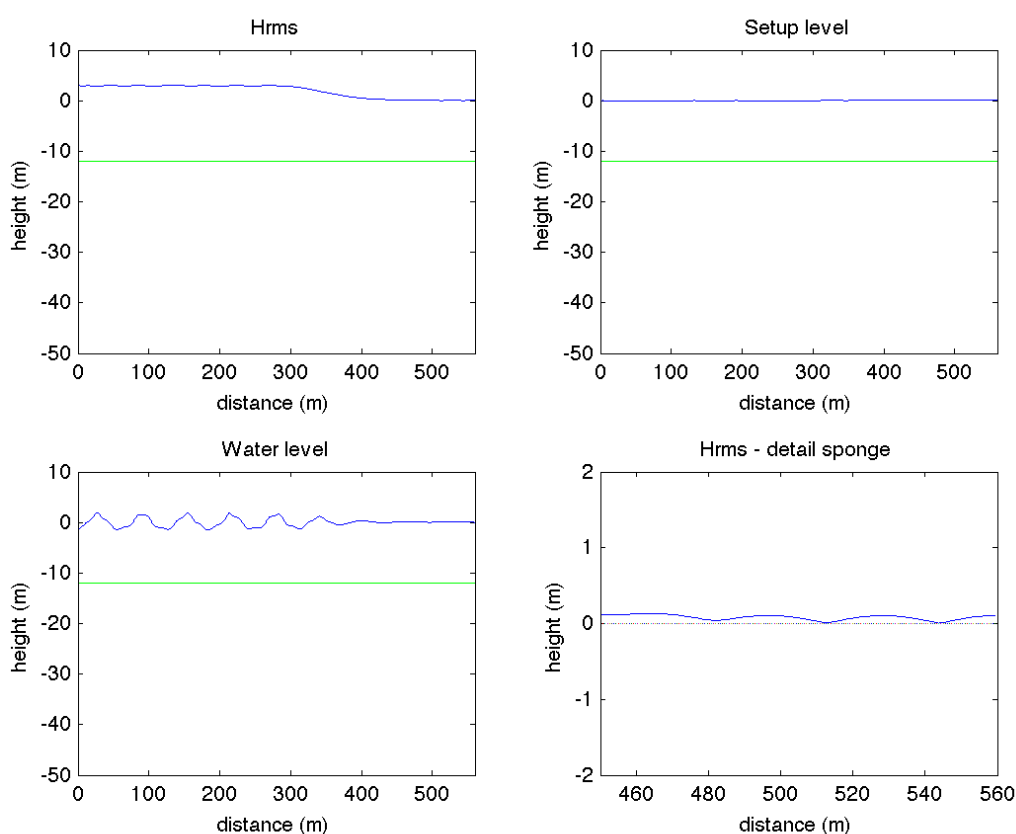 Hrms
10
0
-10
-20
-30
-40
-50
height (m)
0 100 200 300 400 500
distance (m)
Setup level
10
0
-10
-20
-30
-40
-50
height (m)
0 100 200 300 400 500
distance (m)
Water level
10
0
-10
-20
-30
-40
-50
height (m)
0 100 200 300 400 500
distance (m)
Hrms - detail sponge
2
1
0
-1
-2
height (m)
460 480 500 520 540 560
distance (m)